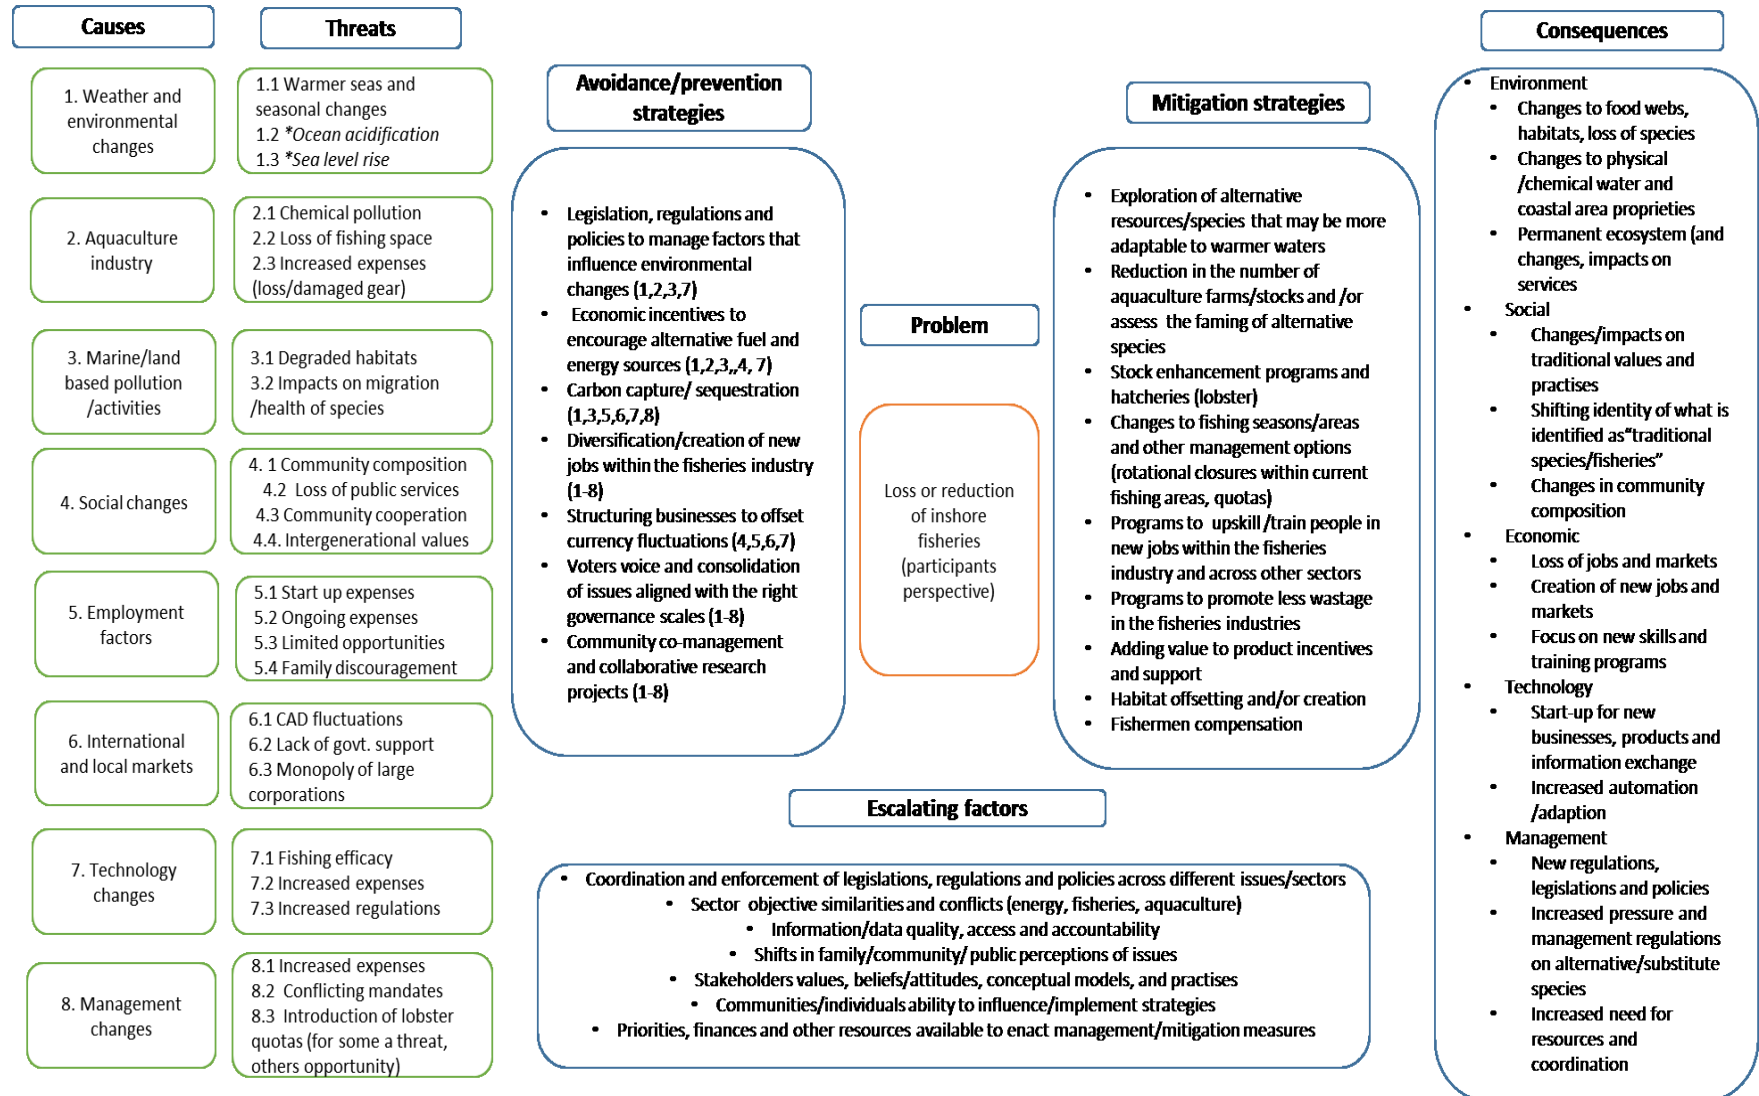 Causes
Threats
1. Weather and
environmental
changes
1.1 Warmer seas and
seasonal changes
1.2 *Ocean acidification
1.3 *Sea level rise
2. Aquaculture
industry
2.1 Chemical pollution
2.2 Loss of fishing space
2.3 Increased expenses
(loss/damaged gear)
3. Marine/land
based pollution
/activities
3.1 Degraded habitats
3.2 Impacts on migration
/health of species
4. Social changes
4. 1 Community composition
4.2 Loss of public services
4.3 Community cooperation
4.4. Intergenerational values
5. Employment
factors
5.1 Start up expenses
5.2 Ongoing expenses
5.3 Limited opportunities
5.4 Family discouragement
6. International
and local markets
6.1 CAD fluctuations
6.2 Lack of govt. support
6.3 Monopoly of large
corporations
7. Technology
changes
7.1 Fishing efficacy
7.2 Increased expenses
7.3 Increased regulations
8. Management
changes
8.1 Increased expenses
8.2 Conflicting mandates
8.3 Introduction of lobster
quotas (for some a threat,
others opportunity)
Avoidance/prevention
strategies
• Legislation, regulations and
policies to manage factors that
influence environmental
changes (1,2,3,7)
• Economic incentives to
encourage alternative fuel and
energy sources (1,2,3,,4, 7)
• Carbon capture/ sequestration
(1,3,5,6,7,8)
• Diversification/creation of new
jobs within the fisheries industry
(1-8)
• Structuring businesses to offset
currency fluctuations (4,5,6,7)
• Voters voice and consolidation
of issues aligned with the right
governance scales (1-8)
• Community co-management
and collaborative research
projects (1-8)
Problem
Loss or reduction
of inshore
fisheries
(participants
perspective)
Mitigation strategies
• Exploration of alternative
resources/species that may be more
adaptable to warmer waters
• Reduction in the number of
aquaculture farms/stocks and /or
assess the faming of alternative
species
• Stock enhancement programs and
hatcheries (lobster)
• Changes to fishing seasons/areas
and other management options
(rotational closures within current
fishing areas, quotas)
• Programs to upskill/train people in
new jobs within the fisheries
industry and across other sectors
• Programs to promote less wastage
in the fisheries industries
• Adding value to product incentives
and support
• Habitat offsetting and/or creation
• Fishermen compensation
Escalating factors
• Coordination and enforcement of legislations, regulations and policies across different issues/sectors
• Sector objective similarities and conflicts (energy, fisheries, aquaculture)
• Information/data quality, access and accountability
• Shifts in family/community/ public perceptions of issues
• Stakeholders values, beliefs/attitudes, conceptual models, and practises
• Communities/individuals ability to influence/implement strategies
• Priorities, finances and other resources available to enact management/mitigation measures
Consequences
• Environment
• Changes to food webs,
habitats, loss of species
• Changes to physical
/chemical water and
coastal area proprieties
• Permanent ecosystem (and
changes, impacts on
services
• Social
• Changes/impacts on
traditional values and
practises
• Shifting identity of what is
identified as“traditional
species/fisheries”
• Changes in community
composition
• Economic
• Loss of jobs and markets
• Creation of new jobs and
markets
• Focus on new skills and
training programs
• Technology
• Start-up for new
businesses, products and
information exchange
• Increased automation
/adaption
• Management
• New regulations,
legislations and policies
• Increased pressure and
management regulations
on alternative/substitute
species
• Increased need for
resources and
coordination